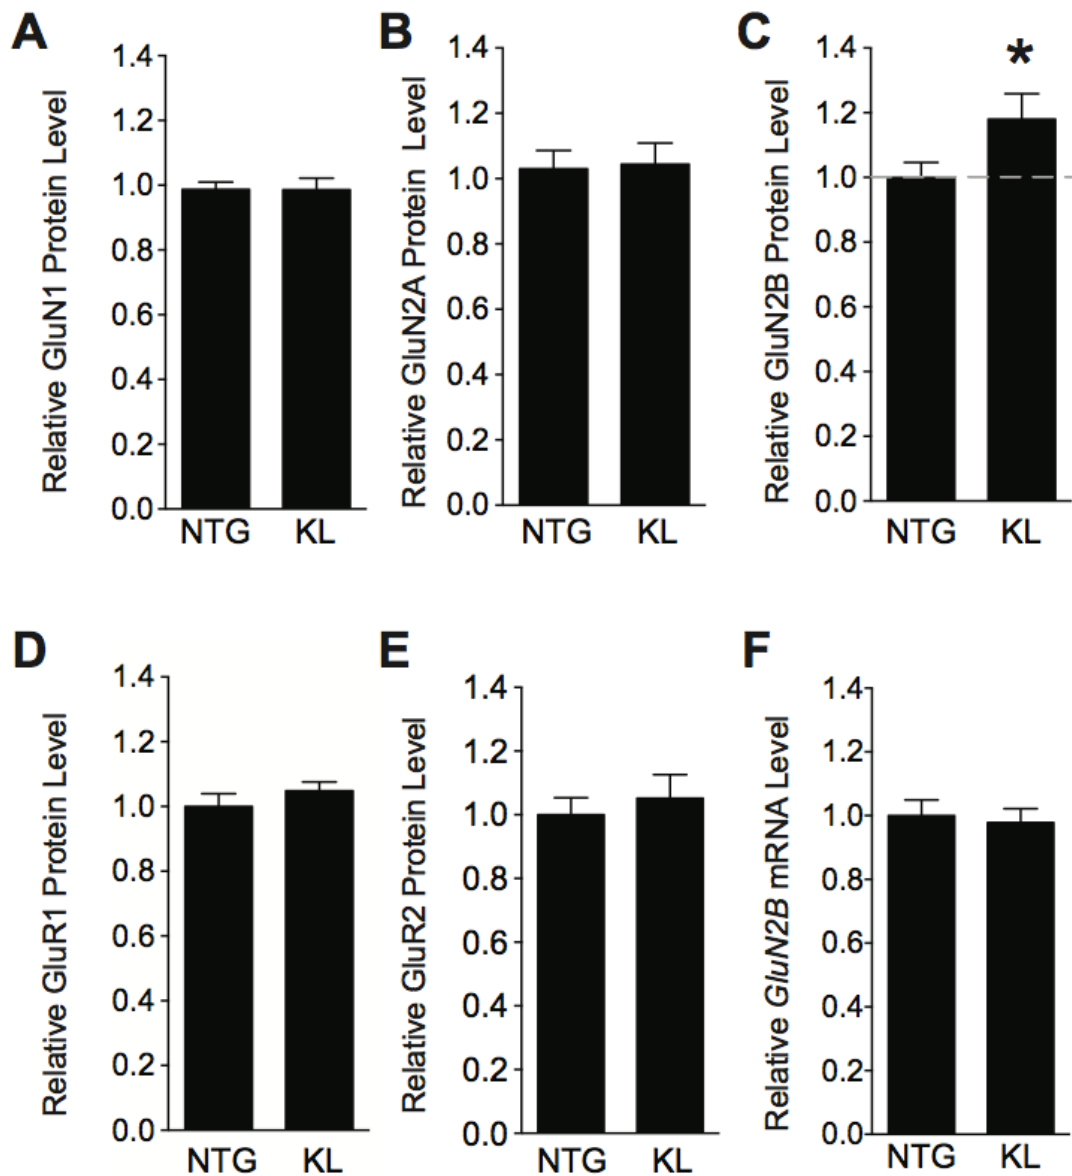 A
Relative GluN1 Protein Level
1.4
1.2
1.0
0.8
0.6
0.4
0.2
0.0
NTG KL
B
Relative GluN2A Protein Level
1.4
1.2
1.0
0.8
0.6
0.4
0.2
0.0
NTG KL
C
Relative GluN2B Protein Level
1.4
1.2
1.0
0.8
0.6
0.4
0.2
0.0
*
NTG KL
D
Relative GluR1 Protein Level
1.4
1.2
1.0
0.8
0.6
0.4
0.2
0.0
NTG KL
E
Relative GluR2 Protein Level
1.4
1.2
1.0
0.8
0.6
0.4
0.2
0.0
NTG KL
F
Relative GluN2B mRNA Level
1.4
1.2
1.0
0.8
0.6
0.4
0.2
0.0
NTG KL